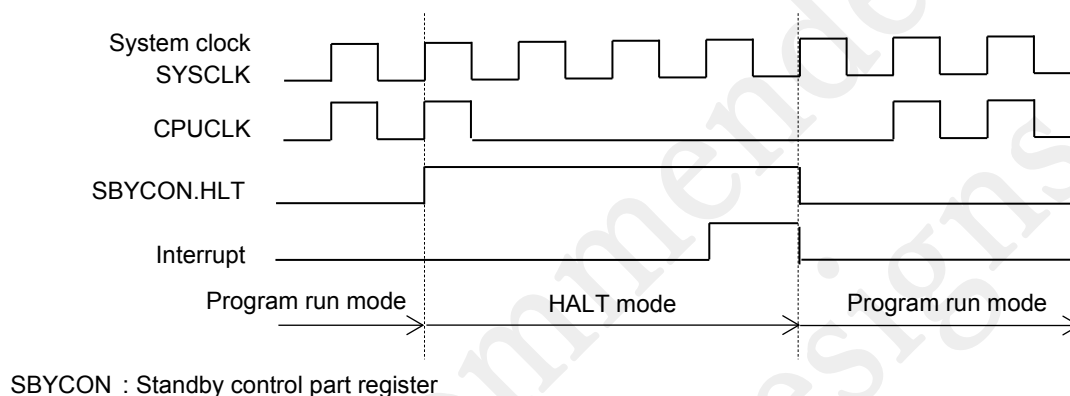 System clock
SYSCLK
CPUCLK
SBYCON.HLT
Interrupt
Program run mode HALT mode Program run mode
SBYCON : Standby control part register